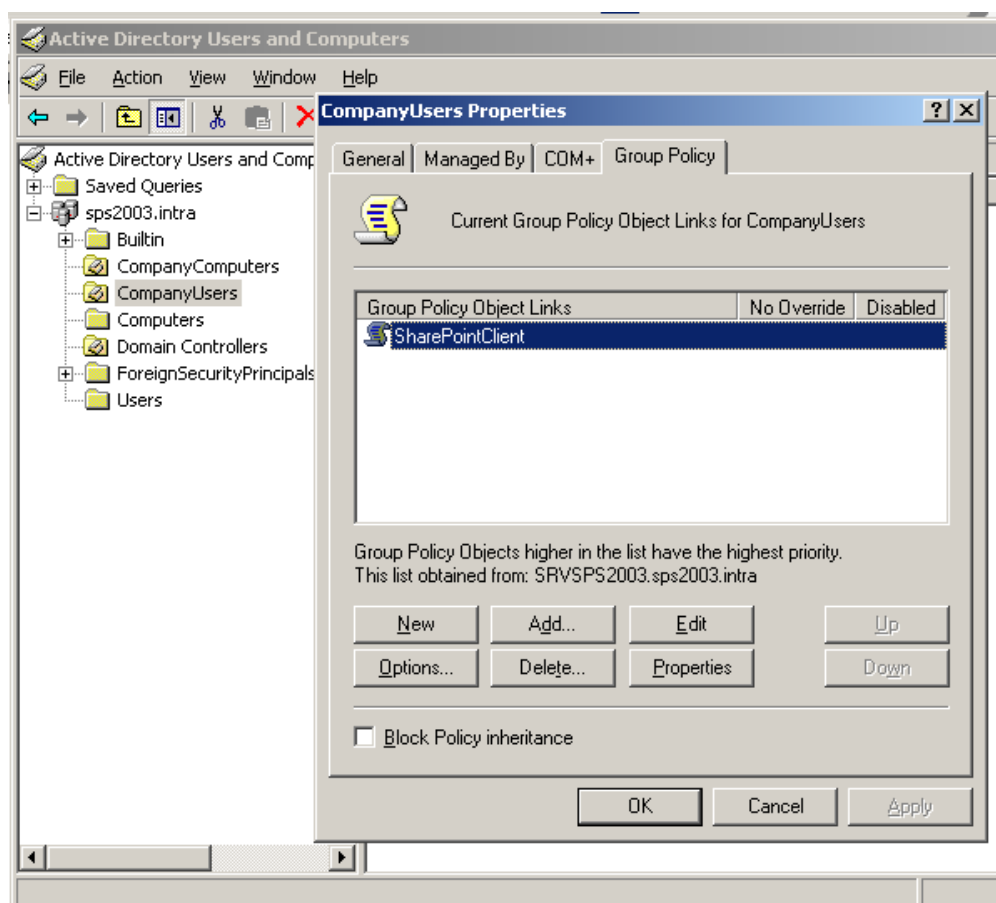 Active Directory Users and Computers
File Action View Window Help
CompanyUsers Properties
Active Directory Users and Comp
Saved Queries
sps2003.intra
Builtin
CompanyComputers
CompanyUsers
Computers
Domain Controllers
ForeignSecurityPrincipals
Users
General Managed By COM+ Group Policy
Current Group Policy Object Links for CompanyUsers
Group Policy Object Links No Override Disabled
SharePointClient
Group Policy Objects higher in the list have the highest priority.
This list obtained from: SRVSPS2003.sps2003.intra
New Add... Edit Up
Options... Delete... Properties Down
Block Policy inheritance
OK Cancel Apply